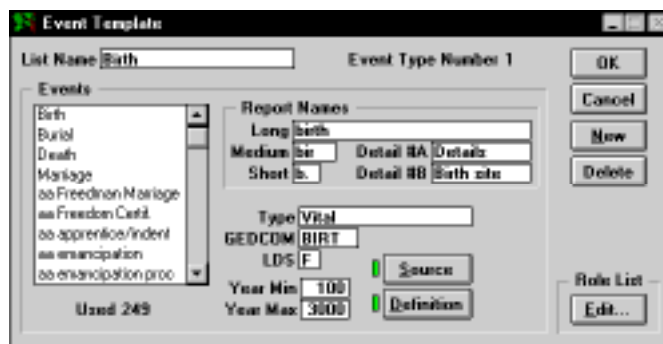 Event Template
List Name Birth
Event Type Number 1
OK
Cancel
New
Delete
Events
Birth
Burial
Death
Marriage
aa Freedman Marriage
aa Freedom Certif.
aa apprentice/indent
aa emancipation
aa emancipation proc
Used 249
Report Names
Long birth
Medium bir Detail #A Details
Short b. Detail #B Birth site
Type Vital
GEDCOM BIRT
LDS F
Source
Year Min 100
Year Max 3000
Definition
Role List
Edit...